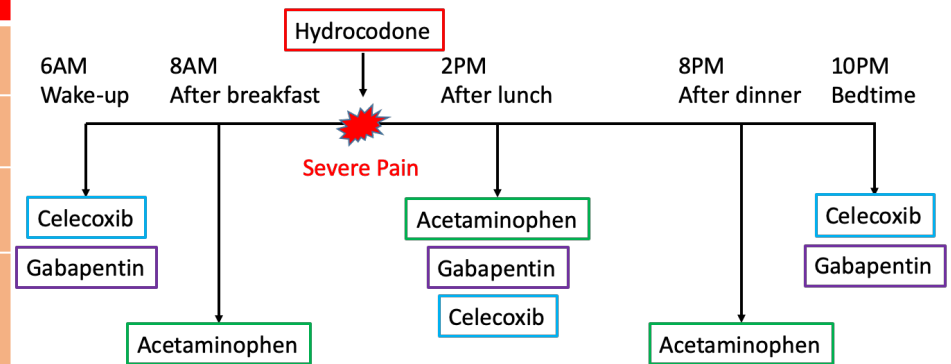 Hydrocodone
6AM
Wake-up
8AM
After breakfast
2PM
After lunch
8PM
After dinner
10PM
Bedtime
Severe Pain
Celecoxib
Gabapentin
Acetaminophen
Acetaminophen
Gabapentin
Celecoxib
Acetaminophen
Celecoxib
Gabapentin